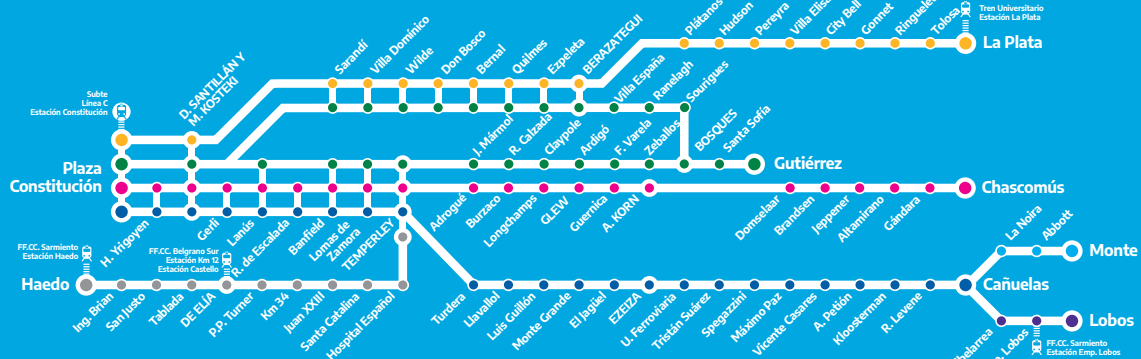 Sarandí
Villa Domínico
Wilde
Don Bosco
Bernal
Quilmes
Ezpeleta
BERAZATEGUI
Plátanos
Hudson
Pereyra
Villa Elisa
City Bell
Gonnet
Ringuelet
Tolosa
Tren Universitario
Estación La Plata
La Plata
Subte
Línea C
Estación Constitución
D. SANTILLÁN Y
M. KOSTEKI
Villa España
Ranelagh
Sourigues
Plaza
Constitución
J. Mármol
R. Calzada
Claypole
Ardigó
F. Varela
Zeballos
BOSQUES
Santa Sofía
Gutiérrez
Chascomús
H. Yrigoyen
Gerli
Lanús
R. de Escalada
Banfield
Lomas de
Zamora
TEMPERLEY
Adrogué
Burzaco
Longchamps
GLEW
Guernica
A. KORN
Domselaar
Brandsen
Jeppener
Altamirano
Gándara
FF.CC. Sarmiento
Estación Haedo
FF.CC. Belgrano Sur
Estación Km 12
Estación Castello
Haedo
Ing. Brian
San Justo
Tablada
DE ELÍA
P.P. Turner
Km 34
Juan XXIII
Santa Catalina
Hospital Español
Turdera
Llavallol
Luis Guillón
Monte Grande
El Jagüel
EZEIZA
U. Ferroviaria
Tristán Suárez
Spegazzini
Máximo Paz
Vicente Casares
A. Petión
Kloosterman
R. Levene
Cañuelas
La Noira
Abbott
Monte
Lobos
FF.CC. Sarmiento
Estación Emp. Lobos